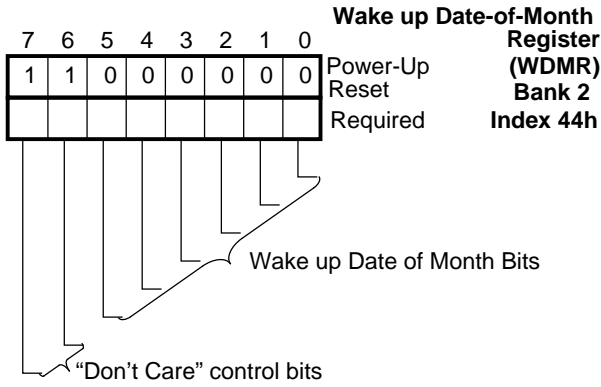 Wake up Date-of-Month
7 6 5 4 3 2 1 0 Register
1 1 0 0 0 0 0 0 Power-Up (WDMR)
Reset Bank 2
Required Index 44h
Wake up Date of Month Bits
“Don’t Care” control bits